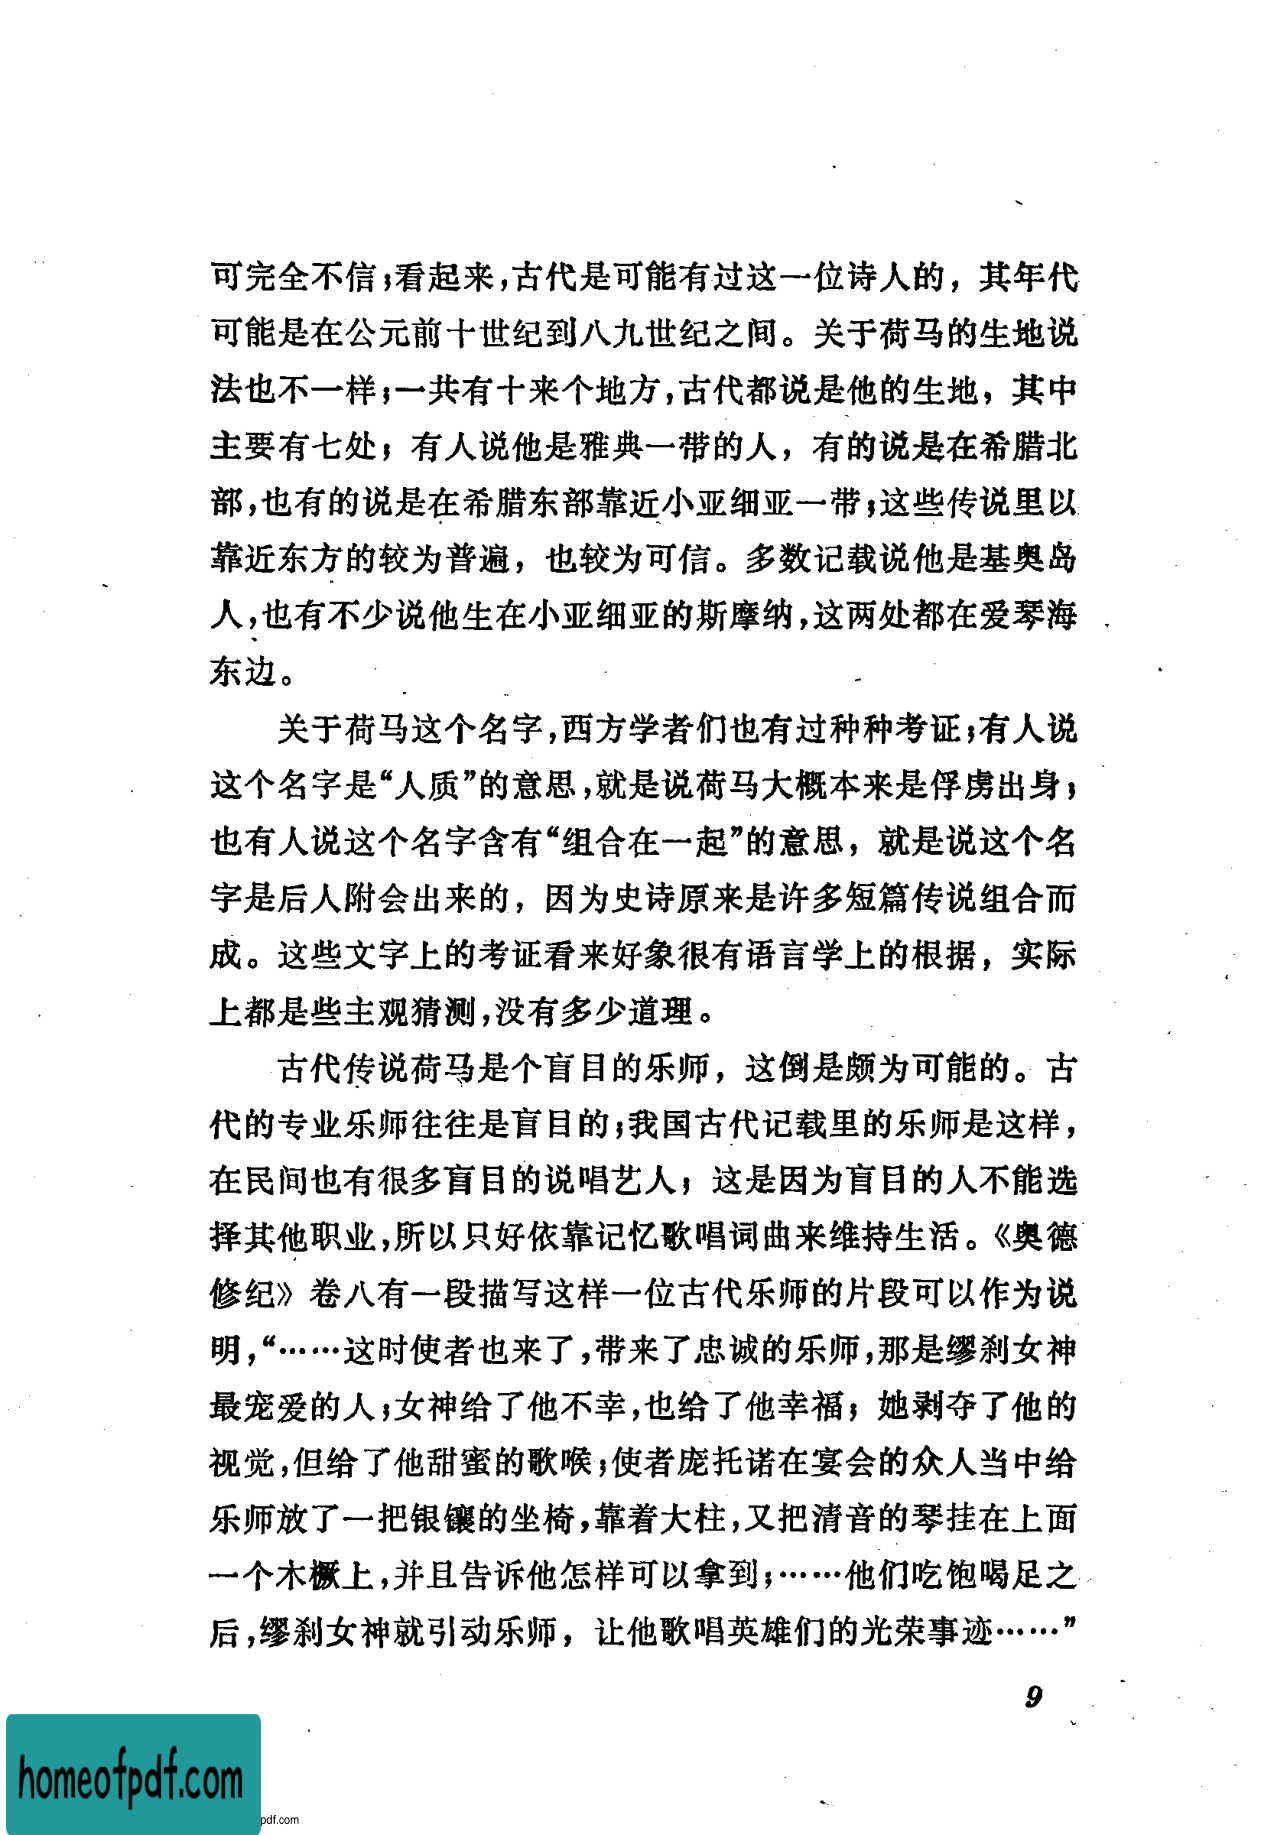 可完全不信；看起来，古代是可能有过这一位诗人的，其年代
可能是在公元前十世纪到八九世纪之间。关于荷马的生地说
法也不一样；一共有十来个地方，古代都说是他的生地，其中
主要有七处；有人说他是雅典一带的人，有的说是在希腊北
部，也有的说是在希腊东部靠近小亚细亚一带；这些传说里以
靠近东方的较为普遍，也较为可信。多数记载说他是基奥岛
人，也有不少说他生在小亚细亚的斯摩纳，这两处都在爱琴海
东边。
关于荷马这个名字，西方学者们也有过种种考证；有人说
这个名字是“人质”的意思，就是说荷马大概本来是俘虏出身；
也有人说这个名字含有“组合在一起”的意思，就是说这个名
字是后人附会出来的，因为史诗原来是许多短篇传说组合而
成。这些文字上的考证看来好象很有语言学上的根据，实际
上都是些主观猜测，没有多少道理。
古代传说荷马是个盲目的乐师，这倒是颇为可能的。古
代的专业乐师往往是盲目的；我国古代记载里的乐师是这样，
在民间也有很多盲目的说唱艺人；这是因为盲目的人不能选
择其他职业，所以只好依靠记忆歌唱词曲来维持生活。《奥德
修纪》卷八有一段描写这样一位古代乐师的片段可以作为说
明，“……这时使者也来了，带来了忠诚的乐师，那是缪刹女神
最宠爱的人；女神给了他不幸，也给了他幸福；她剥夺了他的
视觉，但给了他甜蜜的歌喉；使者庞托诺在宴会的众人当中给
乐师放了一把银镶的坐椅，靠着大柱，又把清音的琴挂在上面
一个木橛上，并且告诉他怎样可以拿到；……他们吃饱喝足之
后，缪刹女神就引动乐师，让他歌唱英雄们的光荣事迹……”
9
homeofpdf.com
pdf.com